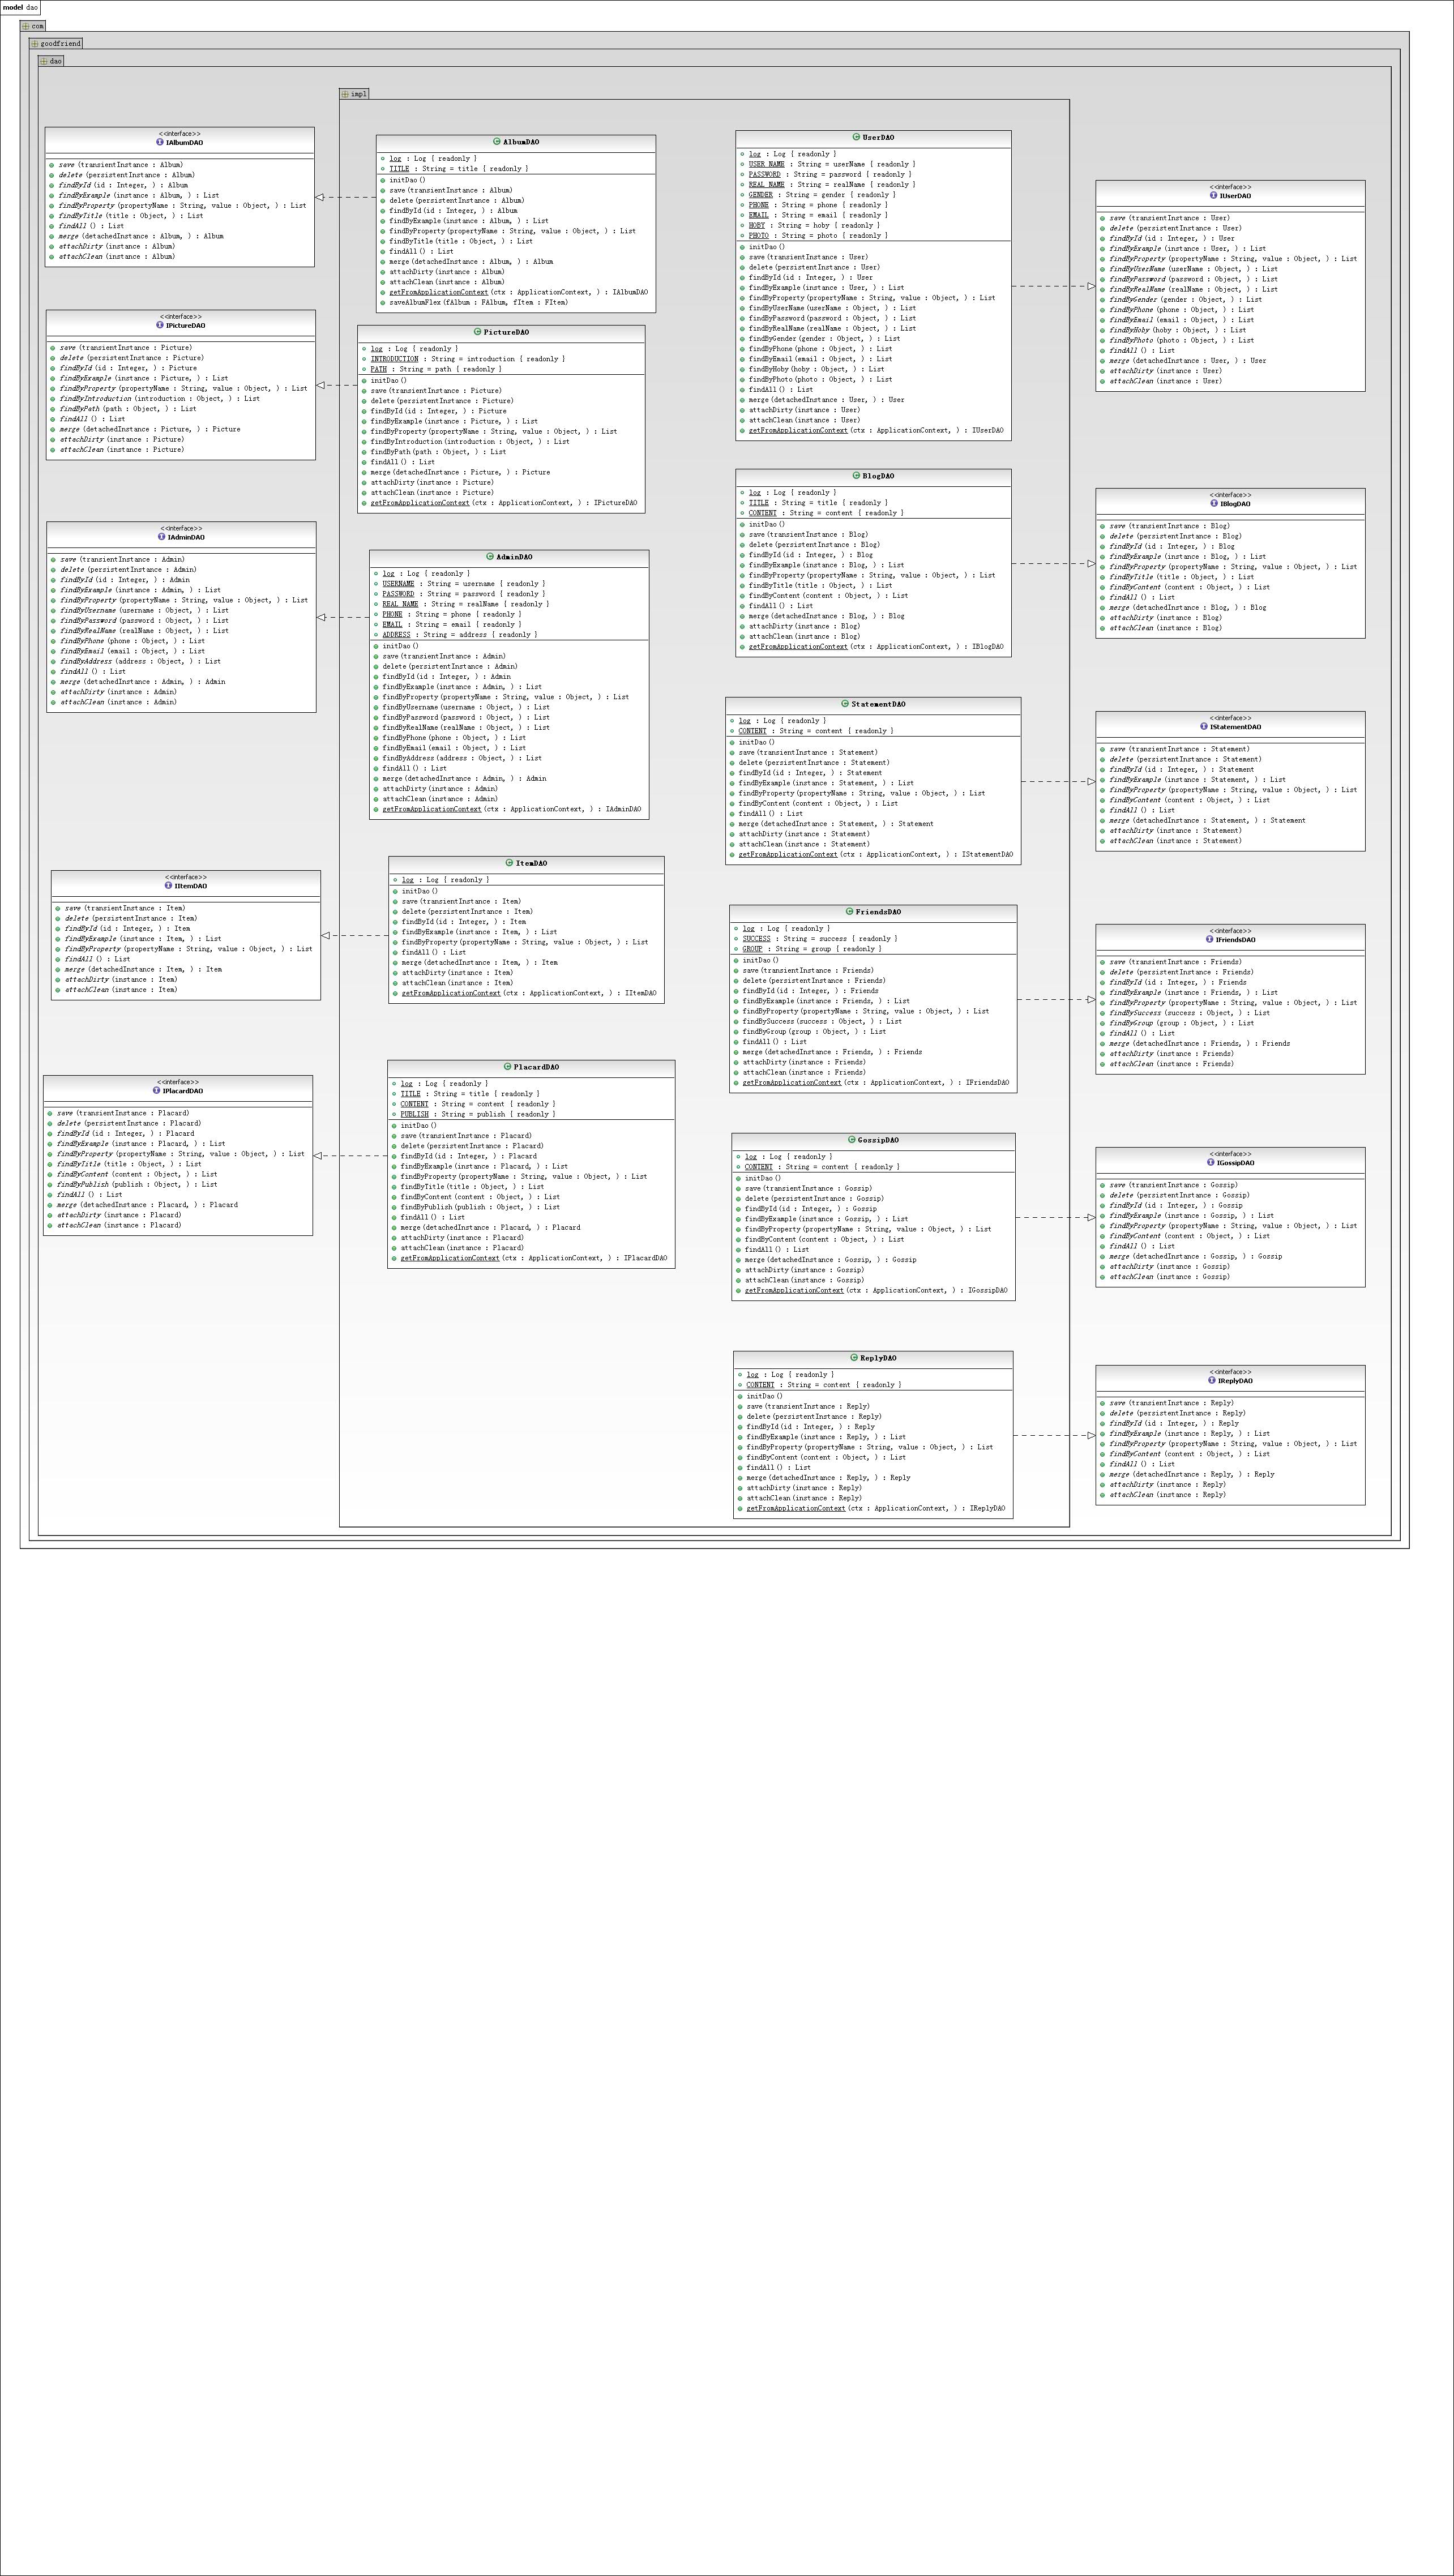 model dao
com
goodfriend
dao
impl
<<interface>>
IAlbumDAO
save (transientInstance : Album)
delete (persistentInstance : Album)
findById (id : Integer, ) : Album
findByExample (instance : Album, ) : List
findByProperty (propertyName : String, value : Object, ) : List
findByTitle (title : Object, ) : List
findAll () : List
merge (detachedInstance : Album, ) : Album
attachDirty (instance : Album)
attachClean (instance : Album)
<<interface>>
IPictureDAO
save (transientInstance : Picture)
delete (persistentInstance : Picture)
findById (id : Integer, ) : Picture
findByExample (instance : Picture, ) : List
findByProperty (propertyName : String, value : Object, ) : List
findByIntroduction (introduction : Object, ) : List
findByPath (path : Object, ) : List
findAll () : List
merge (detachedInstance : Picture, ) : Picture
attachDirty (instance : Picture)
attachClean (instance : Picture)
<<interface>>
IAdminDAO
save (transientInstance : Admin)
delete (persistentInstance : Admin)
findById (id : Integer, ) : Admin
findByExample (instance : Admin, ) : List
findByProperty (propertyName : String, value : Object, ) : List
findByUsername (username : Object, ) : List
findByPassword (password : Object, ) : List
findByRealName (realName : Object, ) : List
findByPhone (phone : Object, ) : List
findByEmail (email : Object, ) : List
findByAddress (address : Object, ) : List
findAll () : List
merge (detachedInstance : Admin, ) : Admin
attachDirty (instance : Admin)
attachClean (instance : Admin)
<<interface>>
IItemDAO
save (transientInstance : Item)
delete (persistentInstance : Item)
findById (id : Integer, ) : Item
findByExample (instance : Item, ) : List
findByProperty (propertyName : String, value : Object, ) : List
findAll () : List
merge (detachedInstance : Item, ) : Item
attachDirty (instance : Item)
attachClean (instance : Item)
<<interface>>
IPlacardDAO
save (transientInstance : Placard)
delete (persistentInstance : Placard)
findById (id : Integer, ) : Placard
findByExample (instance : Placard, ) : List
findByProperty (propertyName : String, value : Object, ) : List
findByTitle (title : Object, ) : List
findByContent (content : Object, ) : List
findByPublish (publish : Object, ) : List
findAll () : List
merge (detachedInstance : Placard, ) : Placard
attachDirty (instance : Placard)
attachClean (instance : Placard)
AlbumDAO
log : Log { readonly }
TITLE : String = title { readonly }
initDao ()
save (transientInstance : Album)
delete (persistentInstance : Album)
findById (id : Integer, ) : Album
findByExample (instance : Album, ) : List
findByProperty (propertyName : String, value : Object, ) : List
findByTitle (title : Object, ) : List
findAll () : List
merge (detachedInstance : Album, ) : Album
attachDirty (instance : Album)
attachClean (instance : Album)
getFromApplicationContext (ctx : ApplicationContext, ) : IAlbumDAO
saveAlbumFlex (fAlbum : FAlbum, fItem : FItem)
PictureDAO
log : Log { readonly }
INTRODUCTION : String = introduction { readonly }
PATH : String = path { readonly }
initDao ()
save (transientInstance : Picture)
delete (persistentInstance : Picture)
findById (id : Integer, ) : Picture
findByExample (instance : Picture, ) : List
findByProperty (propertyName : String, value : Object, ) : List
findByIntroduction (introduction : Object, ) : List
findByPath (path : Object, ) : List
findAll () : List
merge (detachedInstance : Picture, ) : Picture
attachDirty (instance : Picture)
attachClean (instance : Picture)
getFromApplicationContext (ctx : ApplicationContext, ) : IPictureDAO
AdminDAO
log : Log { readonly }
USERNAME : String = username { readonly }
PASSWORD : String = password { readonly }
REAL_NAME : String = realName { readonly }
PHONE : String = phone { readonly }
EMAIL : String = email { readonly }
ADDRESS : String = address { readonly }
initDao ()
save (transientInstance : Admin)
delete (persistentInstance : Admin)
findById (id : Integer, ) : Admin
findByExample (instance : Admin, ) : List
findByProperty (propertyName : String, value : Object, ) : List
findByUsername (username : Object, ) : List
findByPassword (password : Object, ) : List
findByRealName (realName : Object, ) : List
findByPhone (phone : Object, ) : List
findByEmail (email : Object, ) : List
findByAddress (address : Object, ) : List
findAll () : List
merge (detachedInstance : Admin, ) : Admin
attachDirty (instance : Admin)
attachClean (instance : Admin)
getFromApplicationContext (ctx : ApplicationContext, ) : IAdminDAO
ItemDAO
log : Log { readonly }
initDao ()
save (transientInstance : Item)
delete (persistentInstance : Item)
findById (id : Integer, ) : Item
findByExample (instance : Item, ) : List
findByProperty (propertyName : String, value : Object, ) : List
findAll () : List
merge (detachedInstance : Item, ) : Item
attachDirty (instance : Item)
attachClean (instance : Item)
getFromApplicationContext (ctx : ApplicationContext, ) : IItemDAO
PlacardDAO
log : Log { readonly }
TITLE : String = title { readonly }
CONTENT : String = content { readonly }
PUBLISH : String = publish { readonly }
initDao ()
save (transientInstance : Placard)
delete (persistentInstance : Placard)
findById (id : Integer, ) : Placard
findByExample (instance : Placard, ) : List
findByProperty (propertyName : String, value : Object, ) : List
findByTitle (title : Object, ) : List
findByContent (content : Object, ) : List
findByPublish (publish : Object, ) : List
findAll () : List
merge (detachedInstance : Placard, ) : Placard
attachDirty (instance : Placard)
attachClean (instance : Placard)
getFromApplicationContext (ctx : ApplicationContext, ) : IPlacardDAO
UserDAO
log : Log { readonly }
USER_NAME : String = userName { readonly }
PASSWORD : String = password { readonly }
REAL_NAME : String = realName { readonly }
GENDER : String = gender { readonly }
PHONE : String = phone { readonly }
EMAIL : String = email { readonly }
HOBY : String = hoby { readonly }
PHOTO : String = photo { readonly }
initDao ()
save (transientInstance : User)
delete (persistentInstance : User)
findById (id : Integer, ) : User
findByExample (instance : User, ) : List
findByProperty (propertyName : String, value : Object, ) : List
findByUserName (userName : Object, ) : List
findByPassword (password : Object, ) : List
findByRealName (realName : Object, ) : List
findByGender (gender : Object, ) : List
findByPhone (phone : Object, ) : List
findByEmail (email : Object, ) : List
findByHoby (hoby : Object, ) : List
findByPhoto (photo : Object, ) : List
findAll () : List
merge (detachedInstance : User, ) : User
attachDirty (instance : User)
attachClean (instance : User)
getFromApplicationContext (ctx : ApplicationContext, ) : IUserDAO
BlogDAO
log : Log { readonly }
TITLE : String = title { readonly }
CONTENT : String = content { readonly }
initDao ()
save (transientInstance : Blog)
delete (persistentInstance : Blog)
findById (id : Integer, ) : Blog
findByExample (instance : Blog, ) : List
findByProperty (propertyName : String, value : Object, ) : List
findByTitle (title : Object, ) : List
findByContent (content : Object, ) : List
findAll () : List
merge (detachedInstance : Blog, ) : Blog
attachDirty (instance : Blog)
attachClean (instance : Blog)
getFromApplicationContext (ctx : ApplicationContext, ) : IBlogDAO
StatementDAO
log : Log { readonly }
CONTENT : String = content { readonly }
initDao ()
save (transientInstance : Statement)
delete (persistentInstance : Statement)
findById (id : Integer, ) : Statement
findByExample (instance : Statement, ) : List
findByProperty (propertyName : String, value : Object, ) : List
findByContent (content : Object, ) : List
findAll () : List
merge (detachedInstance : Statement, ) : Statement
attachDirty (instance : Statement)
attachClean (instance : Statement)
getFromApplicationContext (ctx : ApplicationContext, ) : IStatementDAO
FriendsDAO
log : Log { readonly }
SUCCESS : String = success { readonly }
GROUP : String = group { readonly }
initDao ()
save (transientInstance : Friends)
delete (persistentInstance : Friends)
findById (id : Integer, ) : Friends
findByExample (instance : Friends, ) : List
findByProperty (propertyName : String, value : Object, ) : List
findBySuccess (success : Object, ) : List
findByGroup (group : Object, ) : List
findAll () : List
merge (detachedInstance : Friends, ) : Friends
attachDirty (instance : Friends)
attachClean (instance : Friends)
getFromApplicationContext (ctx : ApplicationContext, ) : IFriendsDAO
GossipDAO
log : Log { readonly }
CONTENT : String = content { readonly }
initDao ()
save (transientInstance : Gossip)
delete (persistentInstance : Gossip)
findById (id : Integer, ) : Gossip
findByExample (instance : Gossip, ) : List
findByProperty (propertyName : String, value : Object, ) : List
findByContent (content : Object, ) : List
findAll () : List
merge (detachedInstance : Gossip, ) : Gossip
attachDirty (instance : Gossip)
attachClean (instance : Gossip)
getFromApplicationContext (ctx : ApplicationContext, ) : IGossipDAO
ReplyDAO
log : Log { readonly }
CONTENT : String = content { readonly }
initDao ()
save (transientInstance : Reply)
delete (persistentInstance : Reply)
findById (id : Integer, ) : Reply
findByExample (instance : Reply, ) : List
findByProperty (propertyName : String, value : Object, ) : List
findByContent (content : Object, ) : List
findAll () : List
merge (detachedInstance : Reply, ) : Reply
attachDirty (instance : Reply)
attachClean (instance : Reply)
getFromApplicationContext (ctx : ApplicationContext, ) : IReplyDAO
<<interface>>
IUserDAO
save (transientInstance : User)
delete (persistentInstance : User)
findById (id : Integer, ) : User
findByExample (instance : User, ) : List
findByProperty (propertyName : String, value : Object, ) : List
findByUserName (userName : Object, ) : List
findByPassword (password : Object, ) : List
findByRealName (realName : Object, ) : List
findByGender (gender : Object, ) : List
findByPhone (phone : Object, ) : List
findByEmail (email : Object, ) : List
findByHoby (hoby : Object, ) : List
findByPhoto (photo : Object, ) : List
findAll () : List
merge (detachedInstance : User, ) : User
attachDirty (instance : User)
attachClean (instance : User)
<<interface>>
IBlogDAO
save (transientInstance : Blog)
delete (persistentInstance : Blog)
findById (id : Integer, ) : Blog
findByExample (instance : Blog, ) : List
findByProperty (propertyName : String, value : Object, ) : List
findByTitle (title : Object, ) : List
findByContent (content : Object, ) : List
findAll () : List
merge (detachedInstance : Blog, ) : Blog
attachDirty (instance : Blog)
attachClean (instance : Blog)
<<interface>>
IStatementDAO
save (transientInstance : Statement)
delete (persistentInstance : Statement)
findById (id : Integer, ) : Statement
findByExample (instance : Statement, ) : List
findByProperty (propertyName : String, value : Object, ) : List
findByContent (content : Object, ) : List
findAll () : List
merge (detachedInstance : Statement, ) : Statement
attachDirty (instance : Statement)
attachClean (instance : Statement)
<<interface>>
IFriendsDAO
save (transientInstance : Friends)
delete (persistentInstance : Friends)
findById (id : Integer, ) : Friends
findByExample (instance : Friends, ) : List
findByProperty (propertyName : String, value : Object, ) : List
findBySuccess (success : Object, ) : List
findByGroup (group : Object, ) : List
findAll () : List
merge (detachedInstance : Friends, ) : Friends
attachDirty (instance : Friends)
attachClean (instance : Friends)
<<interface>>
IGossipDAO
save (transientInstance : Gossip)
delete (persistentInstance : Gossip)
findById (id : Integer, ) : Gossip
findByExample (instance : Gossip, ) : List
findByProperty (propertyName : String, value : Object, ) : List
findByContent (content : Object, ) : List
findAll () : List
merge (detachedInstance : Gossip, ) : Gossip
attachDirty (instance : Gossip)
attachClean (instance : Gossip)
<<interface>>
IReplyDAO
save (transientInstance : Reply)
delete (persistentInstance : Reply)
findById (id : Integer, ) : Reply
findByExample (instance : Reply, ) : List
findByProperty (propertyName : String, value : Object, ) : List
findByContent (content : Object, ) : List
findAll () : List
merge (detachedInstance : Reply, ) : Reply
attachDirty (instance : Reply)
attachClean (instance : Reply)